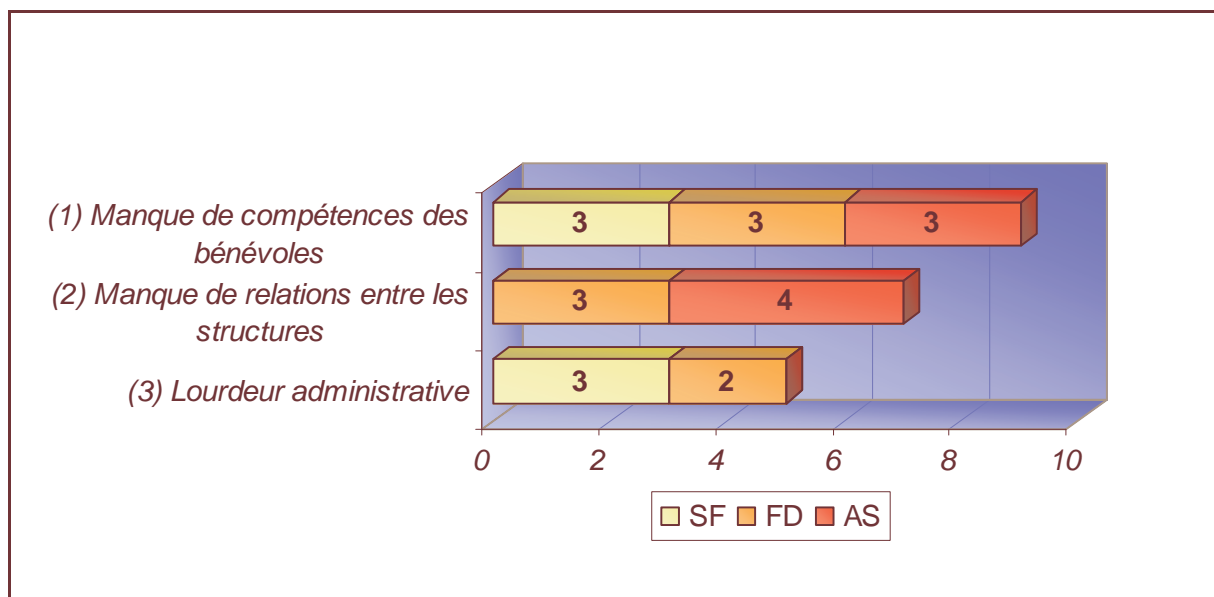 (1) Manque de compétences des
bénévoles
3 3 3
(2) Manque de relations entre les
structures
3 4
(3) Lourdeur administrative
3 2
0 2 4 6 8 10
SF FD AS